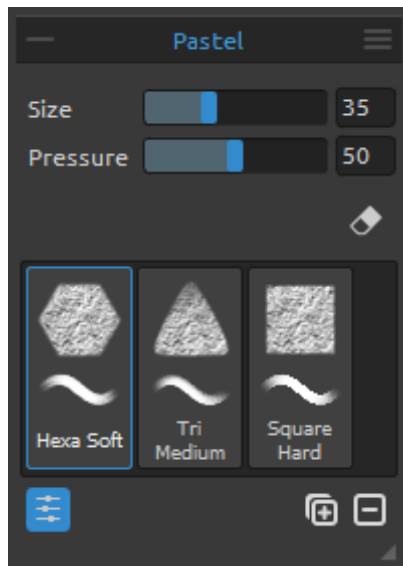 Pastel
Size 35
Pressure 50
Hexa Soft
Tri
Medium
Square
Hard